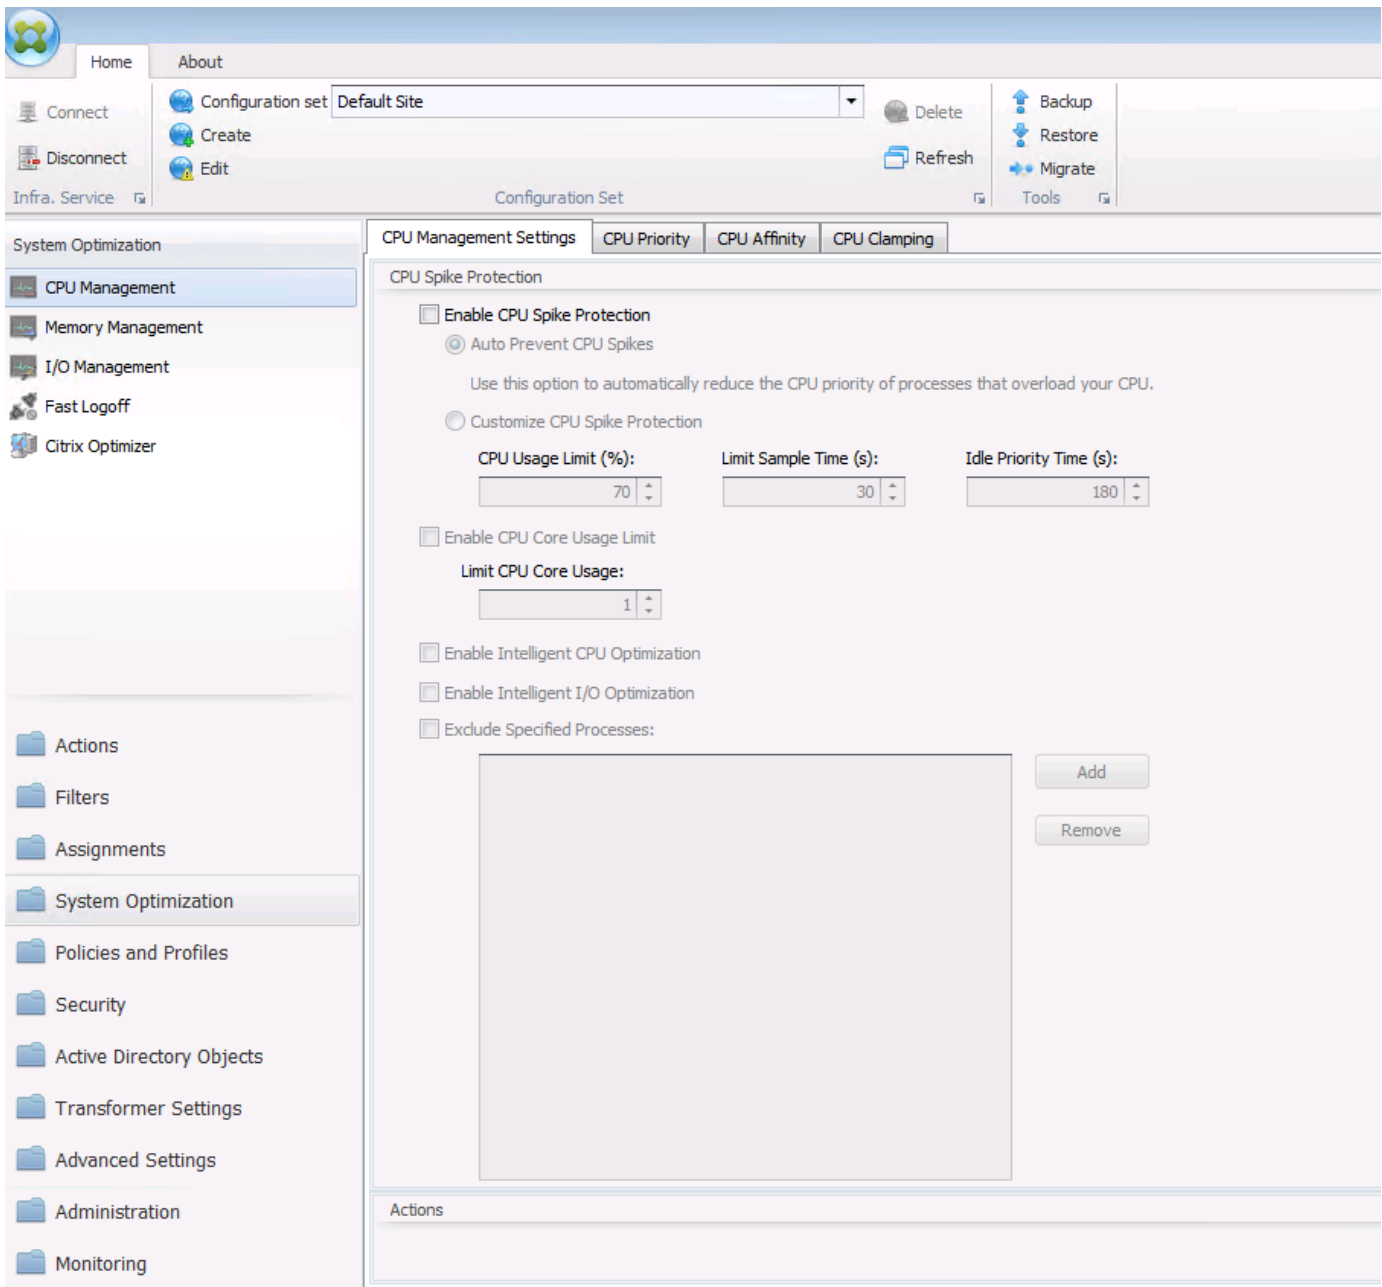 Home About
Connect
Disconnect
Infra. Service
Configuration set Default Site
Create
Edit
Delete
Refresh
Configuration Set
Backup
Restore
Migrate
Tools
System Optimization
CPU Management
Memory Management
I/O Management
Fast Logoff
Citrix Optimizer
Actions
Filters
Assignments
System Optimization
Policies and Profiles
Security
Active Directory Objects
Transformer Settings
Advanced Settings
Administration
Monitoring
CPU Management Settings CPU Priority CPU Affinity CPU Clamping
CPU Spike Protection
Enable CPU Spike Protection
Auto Prevent CPU Spikes
Use this option to automatically reduce the CPU priority of processes that overload your CPU.
Customize CPU Spike Protection
CPU Usage Limit (%): Limit Sample Time (s): Idle Priority Time (s):
70 30 180
Enable CPU Core Usage Limit
Limit CPU Core Usage:
1
Enable Intelligent CPU Optimization
Enable Intelligent I/O Optimization
Exclude Specified Processes:
Add
Remove
Actions